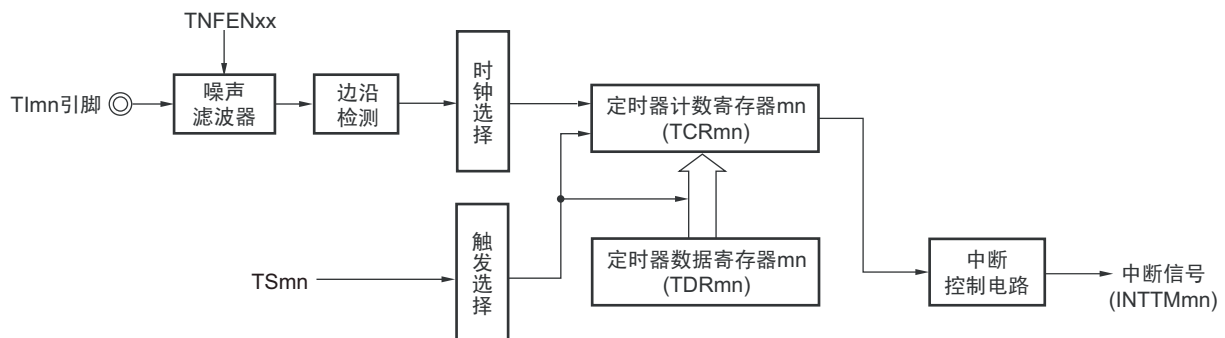 TNFENxx
TImn引脚
噪声
滤波器
边沿
检测
时钟选择
定时器计数寄存器mn
(TCRmn)
TSmn
触发选择
定时器数据寄存器mn
(TDRmn)
中断
控制电路
中断信号
(INTTMmn)